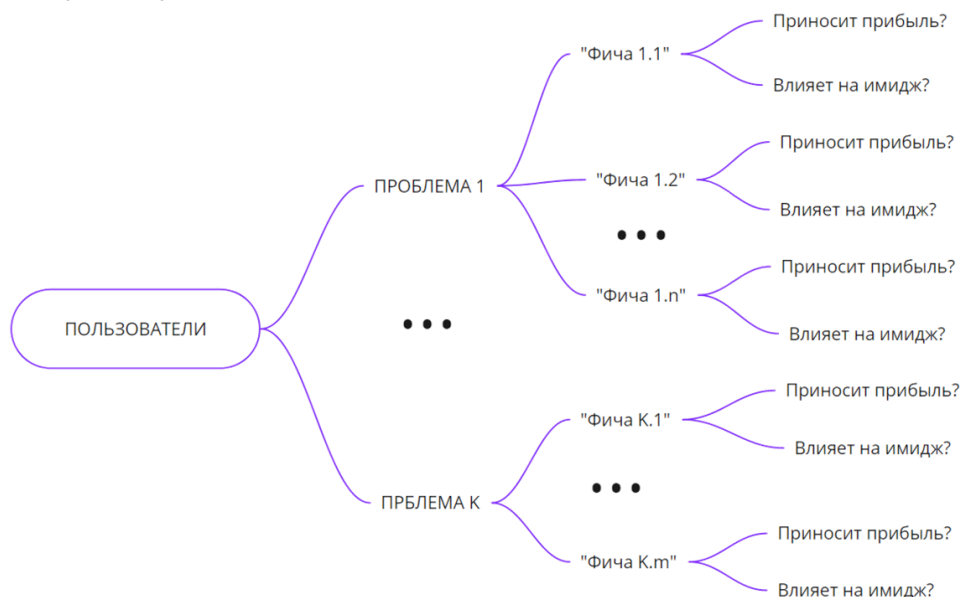 Приносит прибыль?
"Фича 1.1"
Влияет на имидж?
Приносит прибыль?
ПРОБЛЕМА 1
"Фича 1.2"
Влияет на имидж?
Приносит прибыль?
"Фича 1.n"
Влияет на имидж?
ПОЛЬЗОВАТЕЛИ
Приносит прибыль?
"Фича K.1"
Влияет на имидж?
ПРБЛЕМА K
Приносит прибыль?
"Фича K.m"
Влияет на имидж?